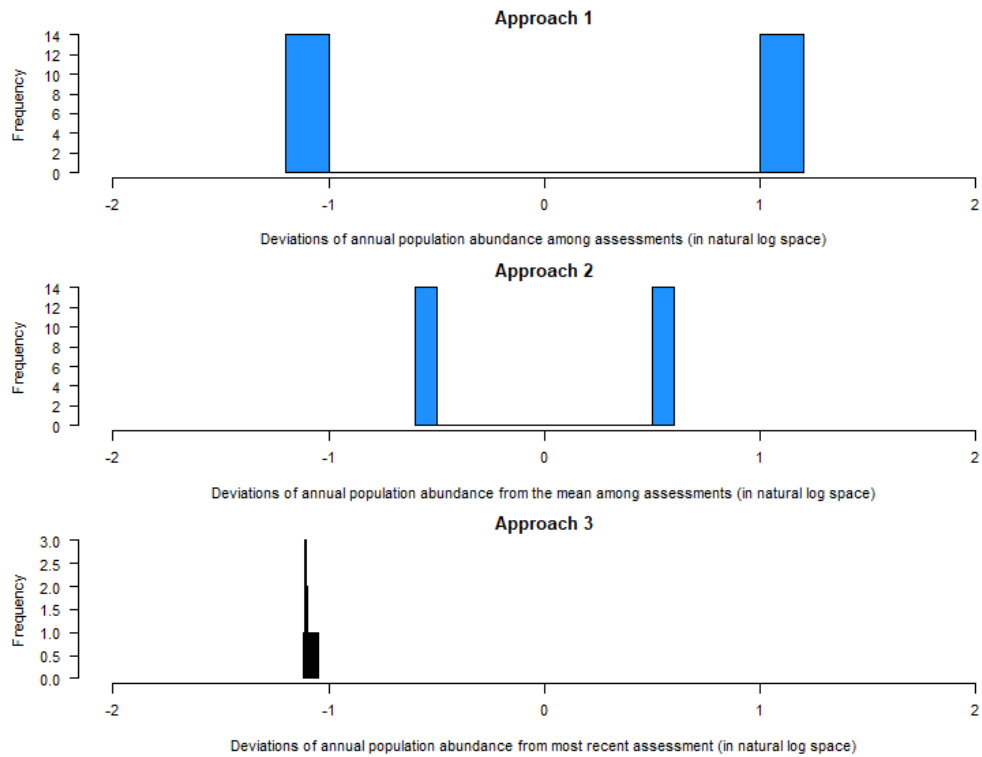 Approach 1
Frequency
14
12
10
8
6
4
2
0
-2 -1 0 1 2
Deviations of annual population abundance among assessments (in natural log space)
Approach 2
Frequency
14
12
10
8
6
4
2
0
-2 -1 0 1 2
Deviations of annual population abundance from the mean among assessments (in natural log space)
Approach 3
Frequency
3.0
2.5
2.0
1.5
1.0
0.5
0.0
-2 -1 0 1 2
Deviations of annual population abundance from most recent assessment (in natural log space)